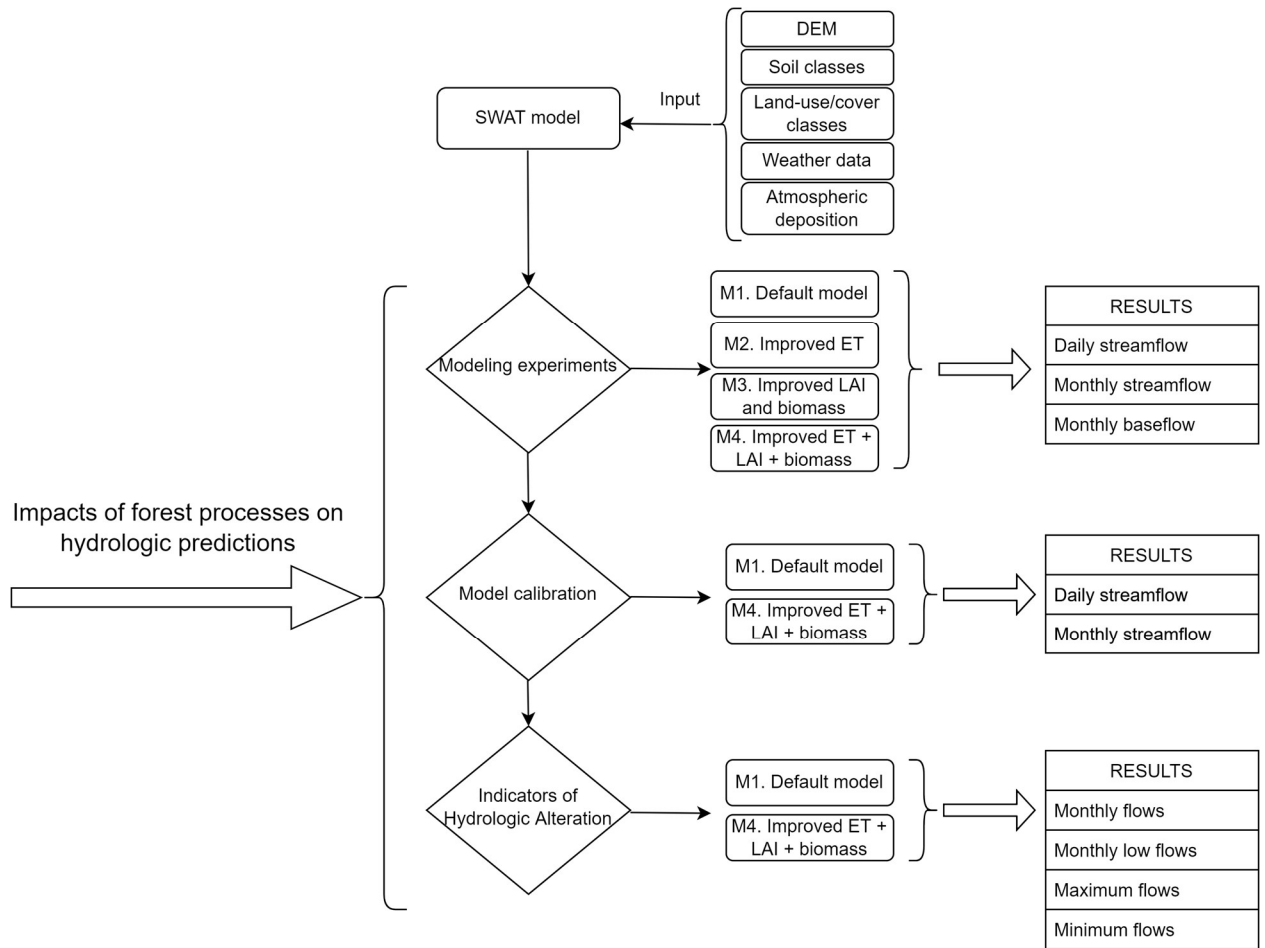 DEM
Soil classes
Land-use/cover
classes
Weather data
Atmospheric
deposition
Input
SWAT model
Modeling experiments
M1. Default model
M2. Improved ET
M3. Improved LAI
and biomass
M4. Improved ET +
LAI + biomass
RESULTS
Daily streamflow
Monthly streamflow
Monthly baseflow
Impacts of forest processes on
hydrologic predictions
Model calibration
M1. Default model
M4. Improved ET +
LAI + biomass
RESULTS
Daily streamflow
Monthly streamflow
Indicators of
Hydrologic Alteration
M1. Default model
M4. Improved ET +
LAI + biomass
RESULTS
Monthly flows
Monthly low flows
Maximum flows
Minimum flows